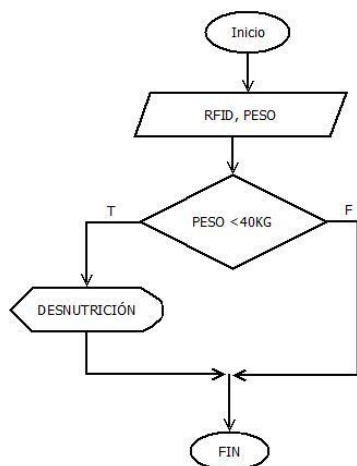 Inicio
RFID, PESO
PESO <40KG
T
F
DESNUTRICIÓN
FIN